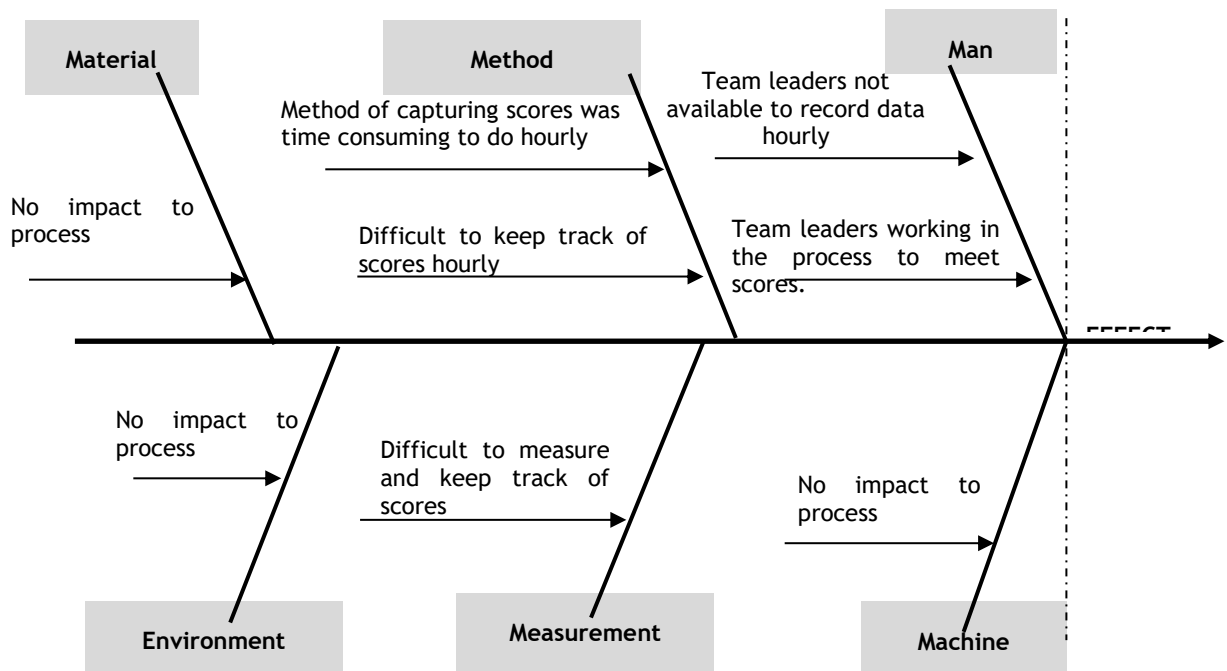 Material
Method
Man
Method of capturing scores was
time consuming to do hourly
Team leaders not
available to record data
hourly
No impact to
process
Difficult to keep track of
scores hourly
Team leaders working in
the process to meet
scores.
EFFECT
No impact to
process
Difficult to measure
and keep track of
scores
No impact to
process
Environment
Measurement
Machine